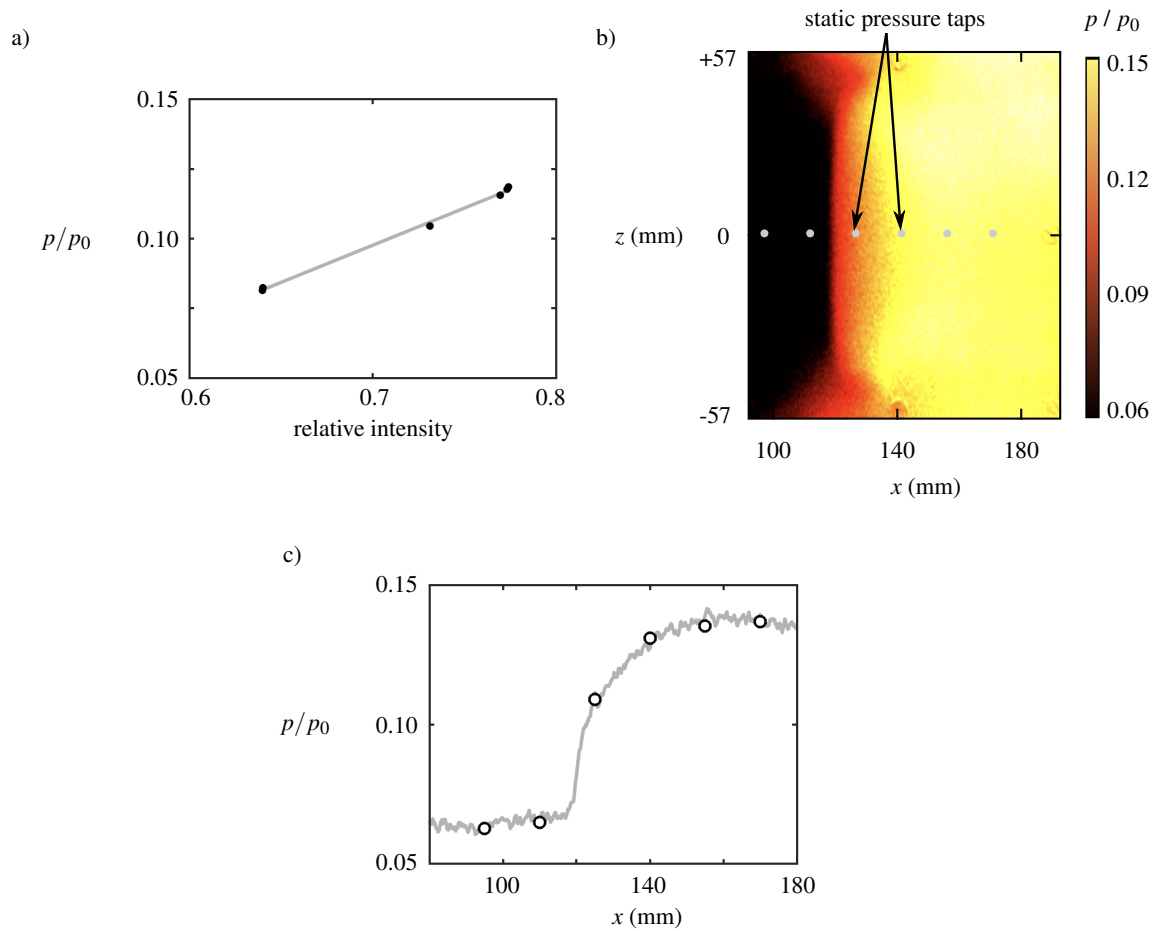 a)
0.15
0.10
0.05
p/p0
0.6
0.7
0.8
relative intensity
b)
static pressure taps
p / p0
+57
0
-57
z (mm)
100
140
180
x (mm)
0.15
0.12
0.09
0.06
c)
0.15
0.10
0.05
p/p0
100
140
180
x (mm)